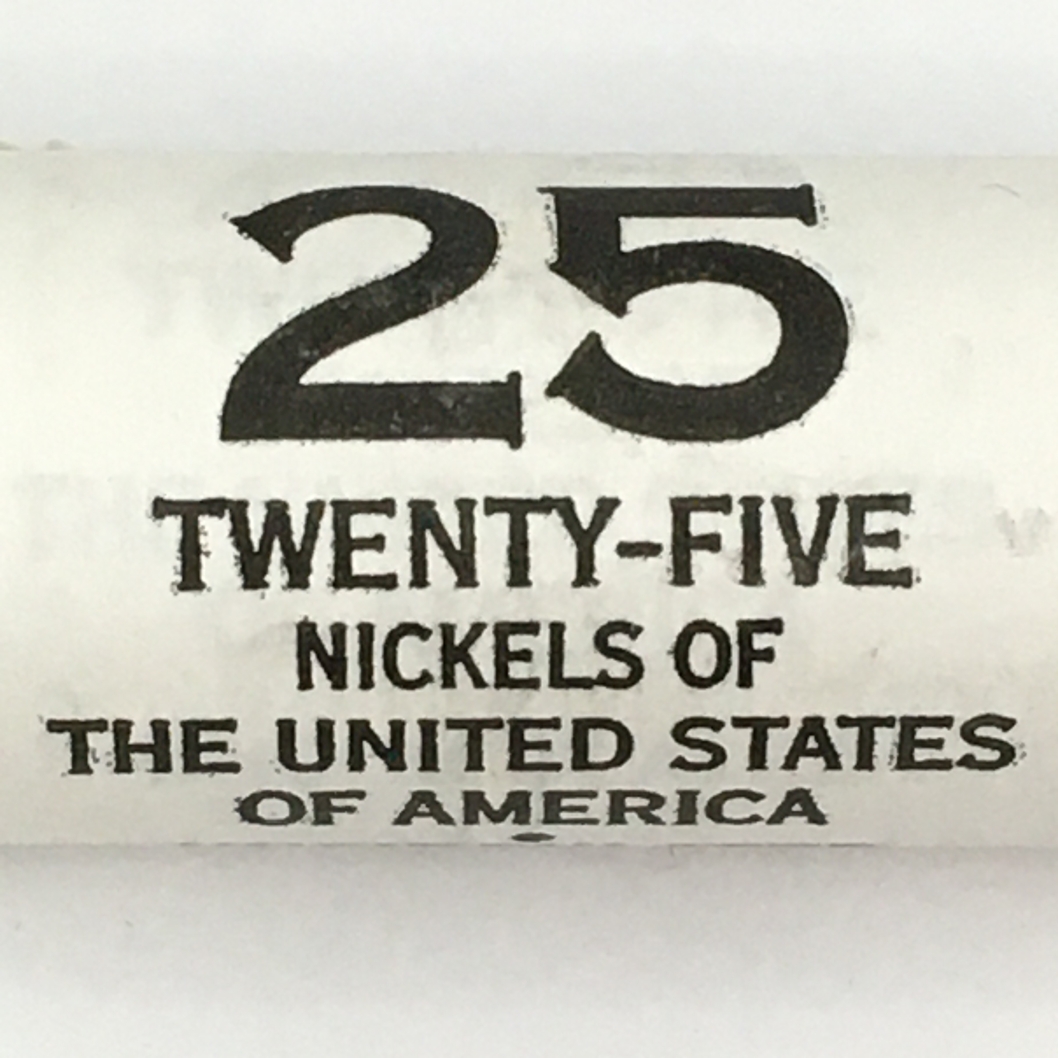 25
TWENTY-FIVE
NICKELS OF
THE UNITED STATES
OF AMERICA